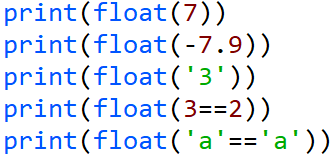 print(float(7))
print(float(-7.9))
print(float('3'))
print(float(3==2))
print(float('a'=='a'))